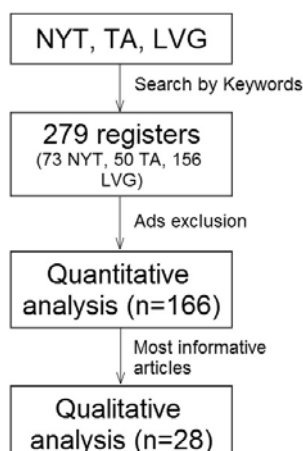 NYT, TA, LVG
Search by Keywords
279 registers
(73 NYT, 50 TA, 156
LVG)
Ads exclusion
Quantitative
analysis (n=166)
Most informative
articles
Qualitative
analysis (n=28)